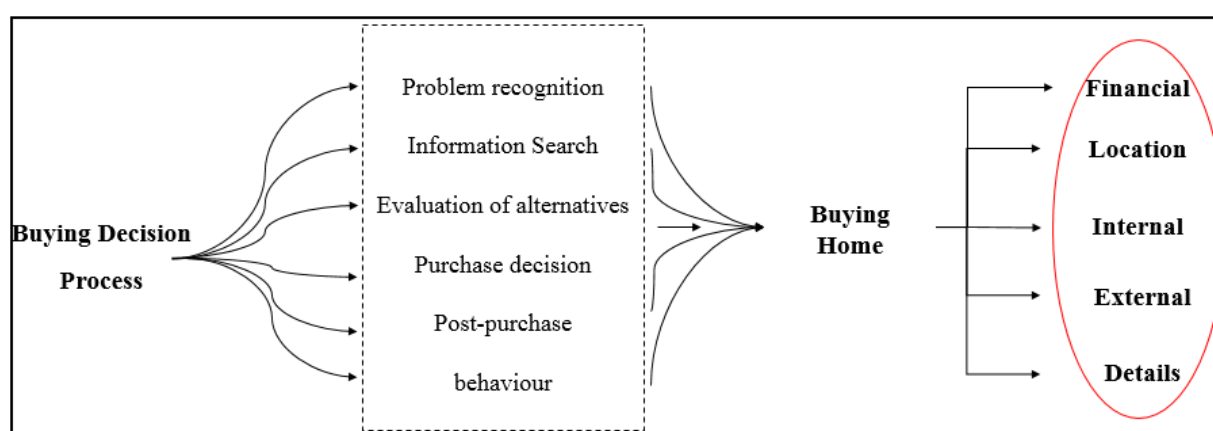 Buying Decision
Process
Problem recognition
Information Search
Evaluation of alternatives
Purchase decision
Post-purchase
behaviour
Buying
Home
Financial
Location
Internal
External
Details